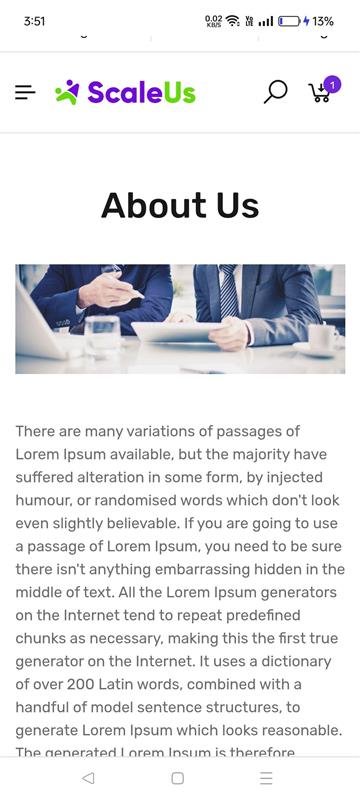 3:51
0.02 KB/S
Vo LTE
13%
ScaleUs
1
About Us
There are many variations of passages of
Lorem Ipsum available, but the majority have
suffered alteration in some form, by injected
humour, or randomised words which don't look
even slightly believable. If you are going to use
a passage of Lorem Ipsum, you need to be sure
there isn't anything embarrassing hidden in the
middle of text. All the Lorem Ipsum generators
on the Internet tend to repeat predefined
chunks as necessary, making this the first true
generator on the Internet. It uses a dictionary
of over 200 Latin words, combined with a
handful of model sentence structures, to
generate Lorem Ipsum which looks reasonable.
The generated Lorem Ipsum is therefore